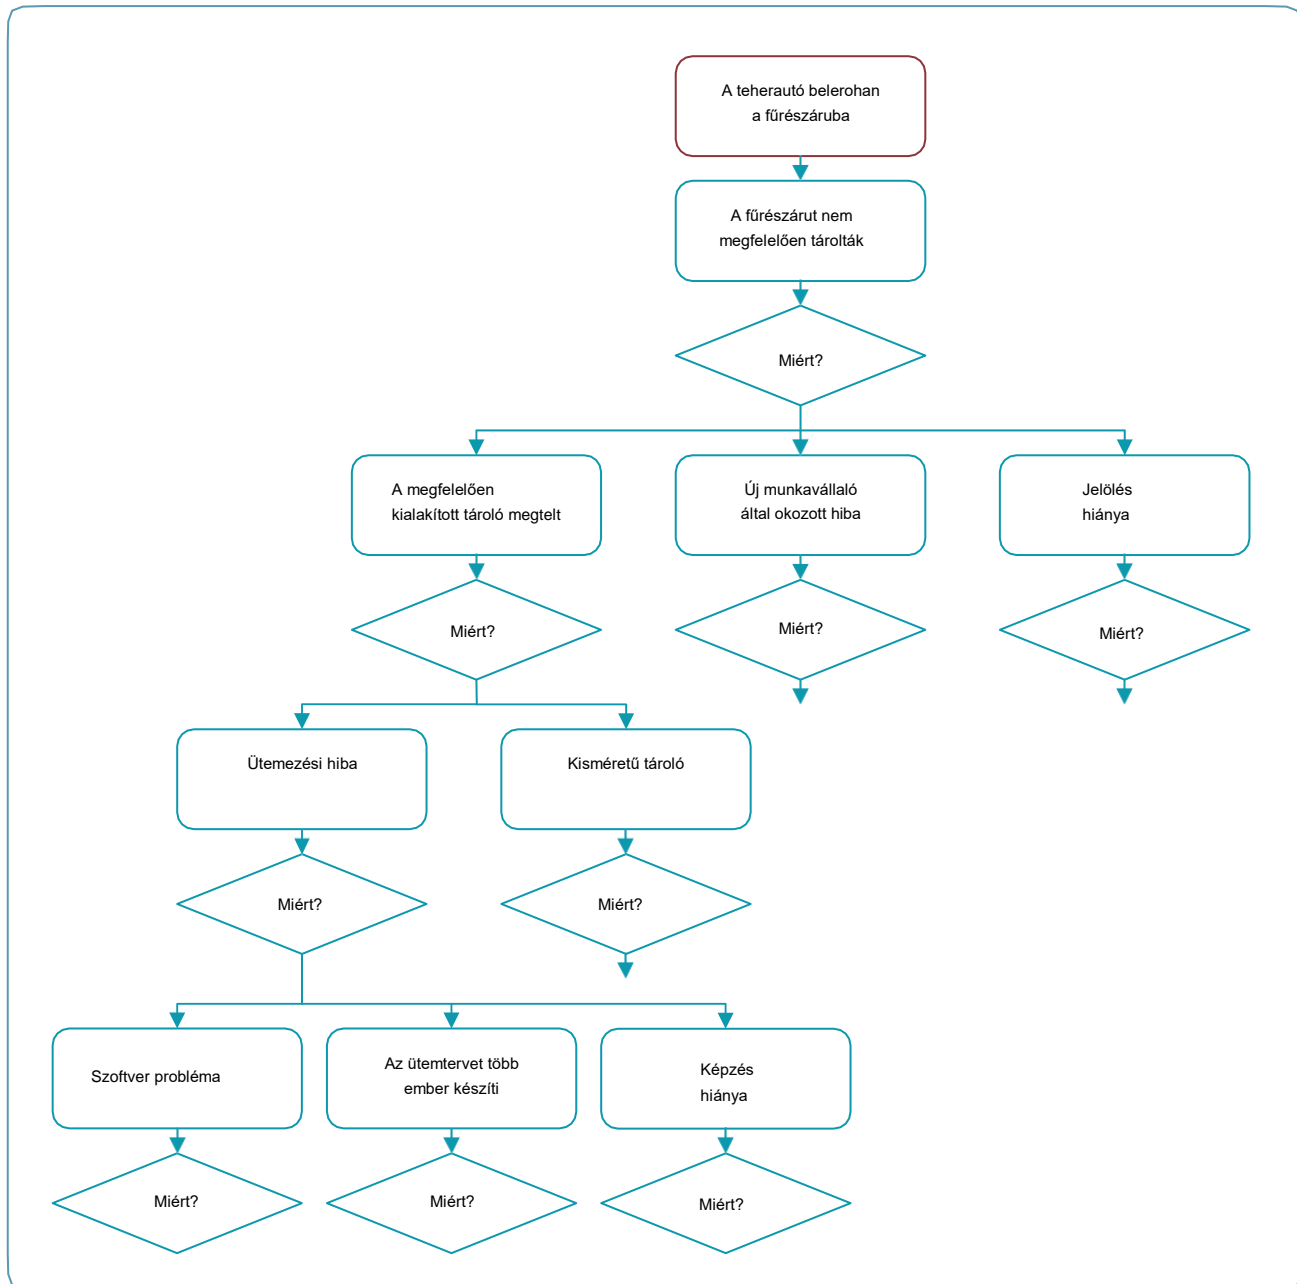 A teherautó belerohan
a fűrészáruba
A fűrészárut nem
megfelelően tárolták
Miért?
A megfelelően
kialakított tároló megtelt
Új munkavállaló
által okozott hiba
Jelölés
hiánya
Miért?
Miért?
Miért?
Ütemezési hiba
Kisméretű tároló
Miért?
Miért?
Szoftver probléma
Az ütemtervet több
ember készíti
Képzés
hiánya
Miért?
Miért?
Miért?